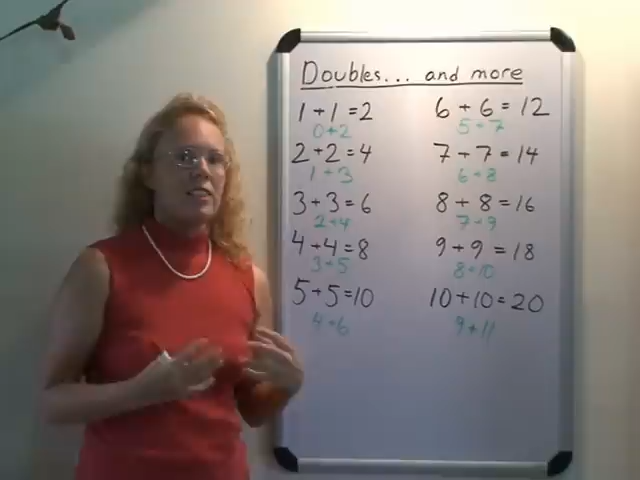 Doubles... and more
1 + 1 = 2
0 + 2
2 + 2 = 4
1 + 3
3 + 3 = 6
2 + 4
4 + 4 = 8
3 + 5
5 + 5 = 10
4 + 6
6 + 6 = 12
5 + 7
7 + 7 = 14
6 + 8
8 + 8 = 16
7 + 9
9 + 9 = 18
8 + 10
10 + 10 = 20
9 + 11